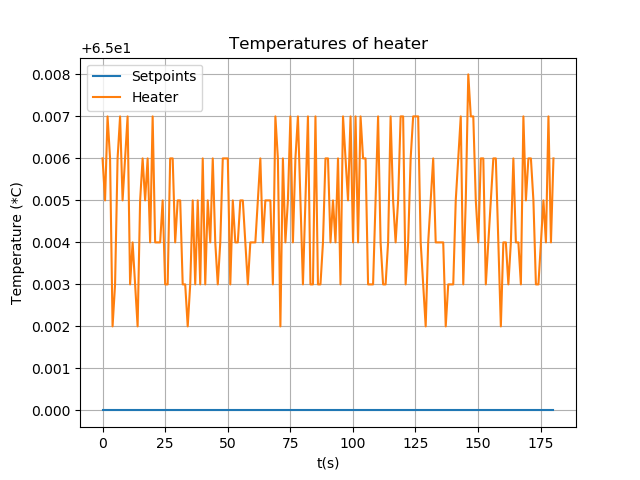 Temperatures of heater
+6.5e1
Setpoints
Heater
0.008
0.007
0.006
0.005
0.004
0.003
0.002
0.001
0.000
Temperature (*C)
0 25 50 75 100 125 150 175
t(s)